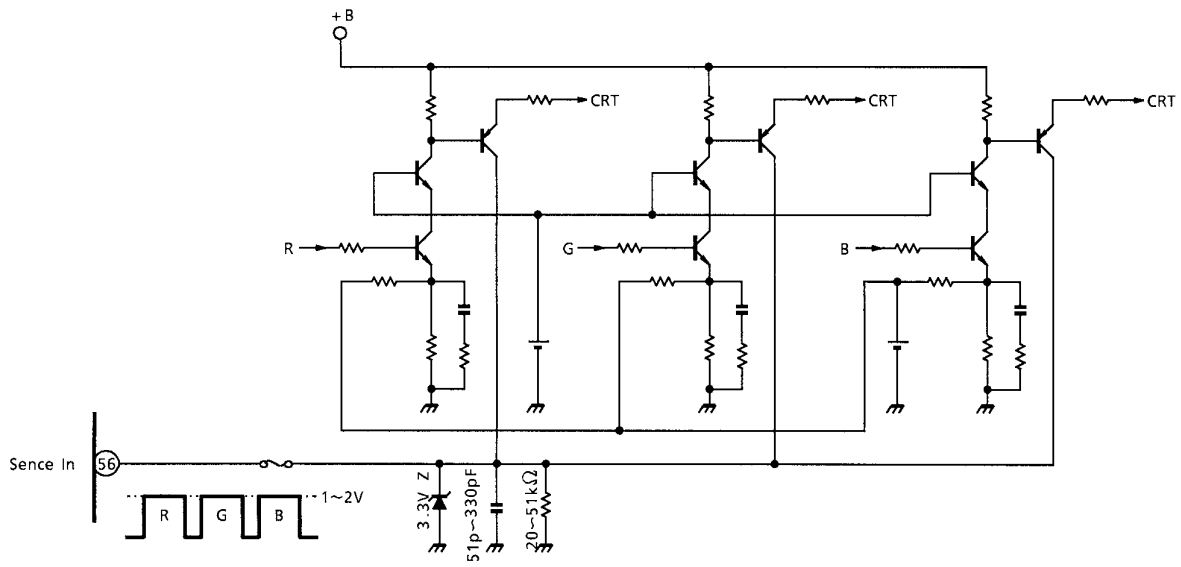 +B
CRT
CRT
CRT
R
G
B
Sence In
56
1~2V
R
G
B
3.3V Z
51p~330pF
20~51kΩ